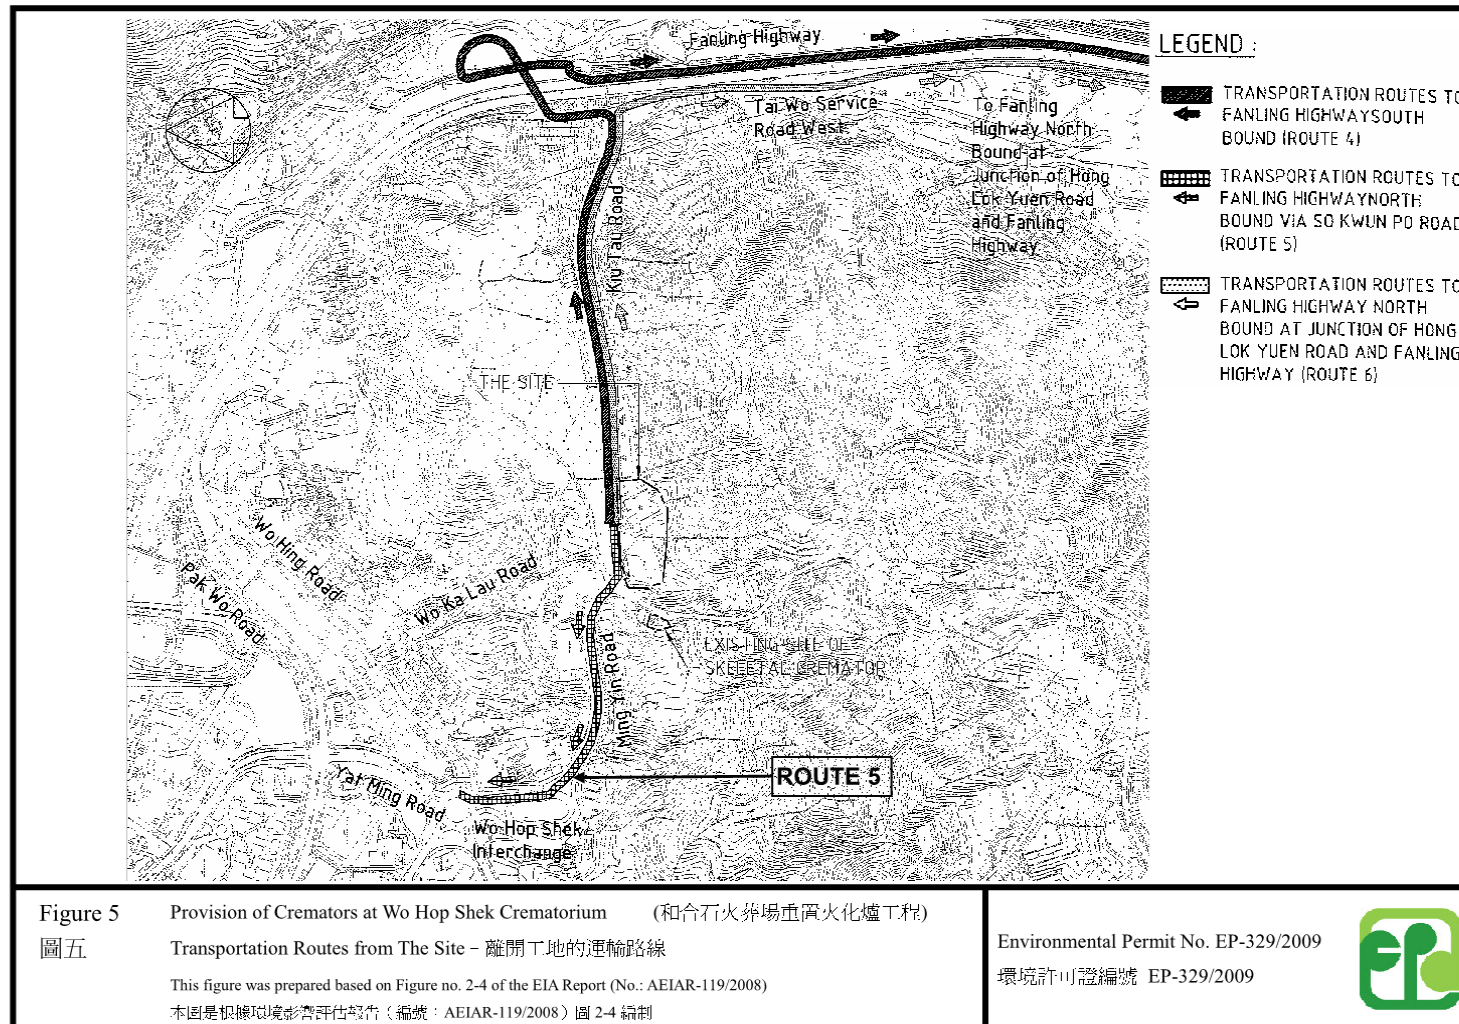 Fanling Highway
LEGEND :
TRANSPORTATION ROUTES TO
FANLING HIGHWAYSOUTH
BOUND (ROUTE 4)
TRANSPORTATION ROUTES TO
FANLING HIGHWAYNORTH
BOUND VIA SO KWUN PO ROAD
(ROUTE 5)
TRANSPORTATION ROUTES TO
FANLING HIGHWAY NORTH
BOUND AT JUNCTION OF HONG
LOK YUEN ROAD AND FANLING
HIGHWAY (ROUTE 6)
Tai Wo Service
Road West
To Fanling
Highway North
Bound at
Junction of Hong
Lok Yuen Road
and Fanling
Highway
Kiu Tau Road
THE SITE
Wo Hing Road
Pak Wo Road
Wo Ka Lau Road
EXISTING SITE OF
SKELETAL CREMATOR
Ming Yin Road
ROUTE 5
Yat Ming Road
Wo Hop Shek
Interchange
Figure 5 Provision of Cremators at Wo Hop Shek Crematorium (和合石火葬場重置火化爐工程)
圖五 Transportation Routes from The Site – 離開工地的運輸路線
This figure was prepared based on Figure no. 2-4 of the EIA Report (No.: AEIAR-119/2008)
本圖是根據環境影響評估報告（編號：AEIAR-119/2008）圖 2-4 編制
Environmental Permit No. EP-329/2009
環境許可證編號 EP-329/2009